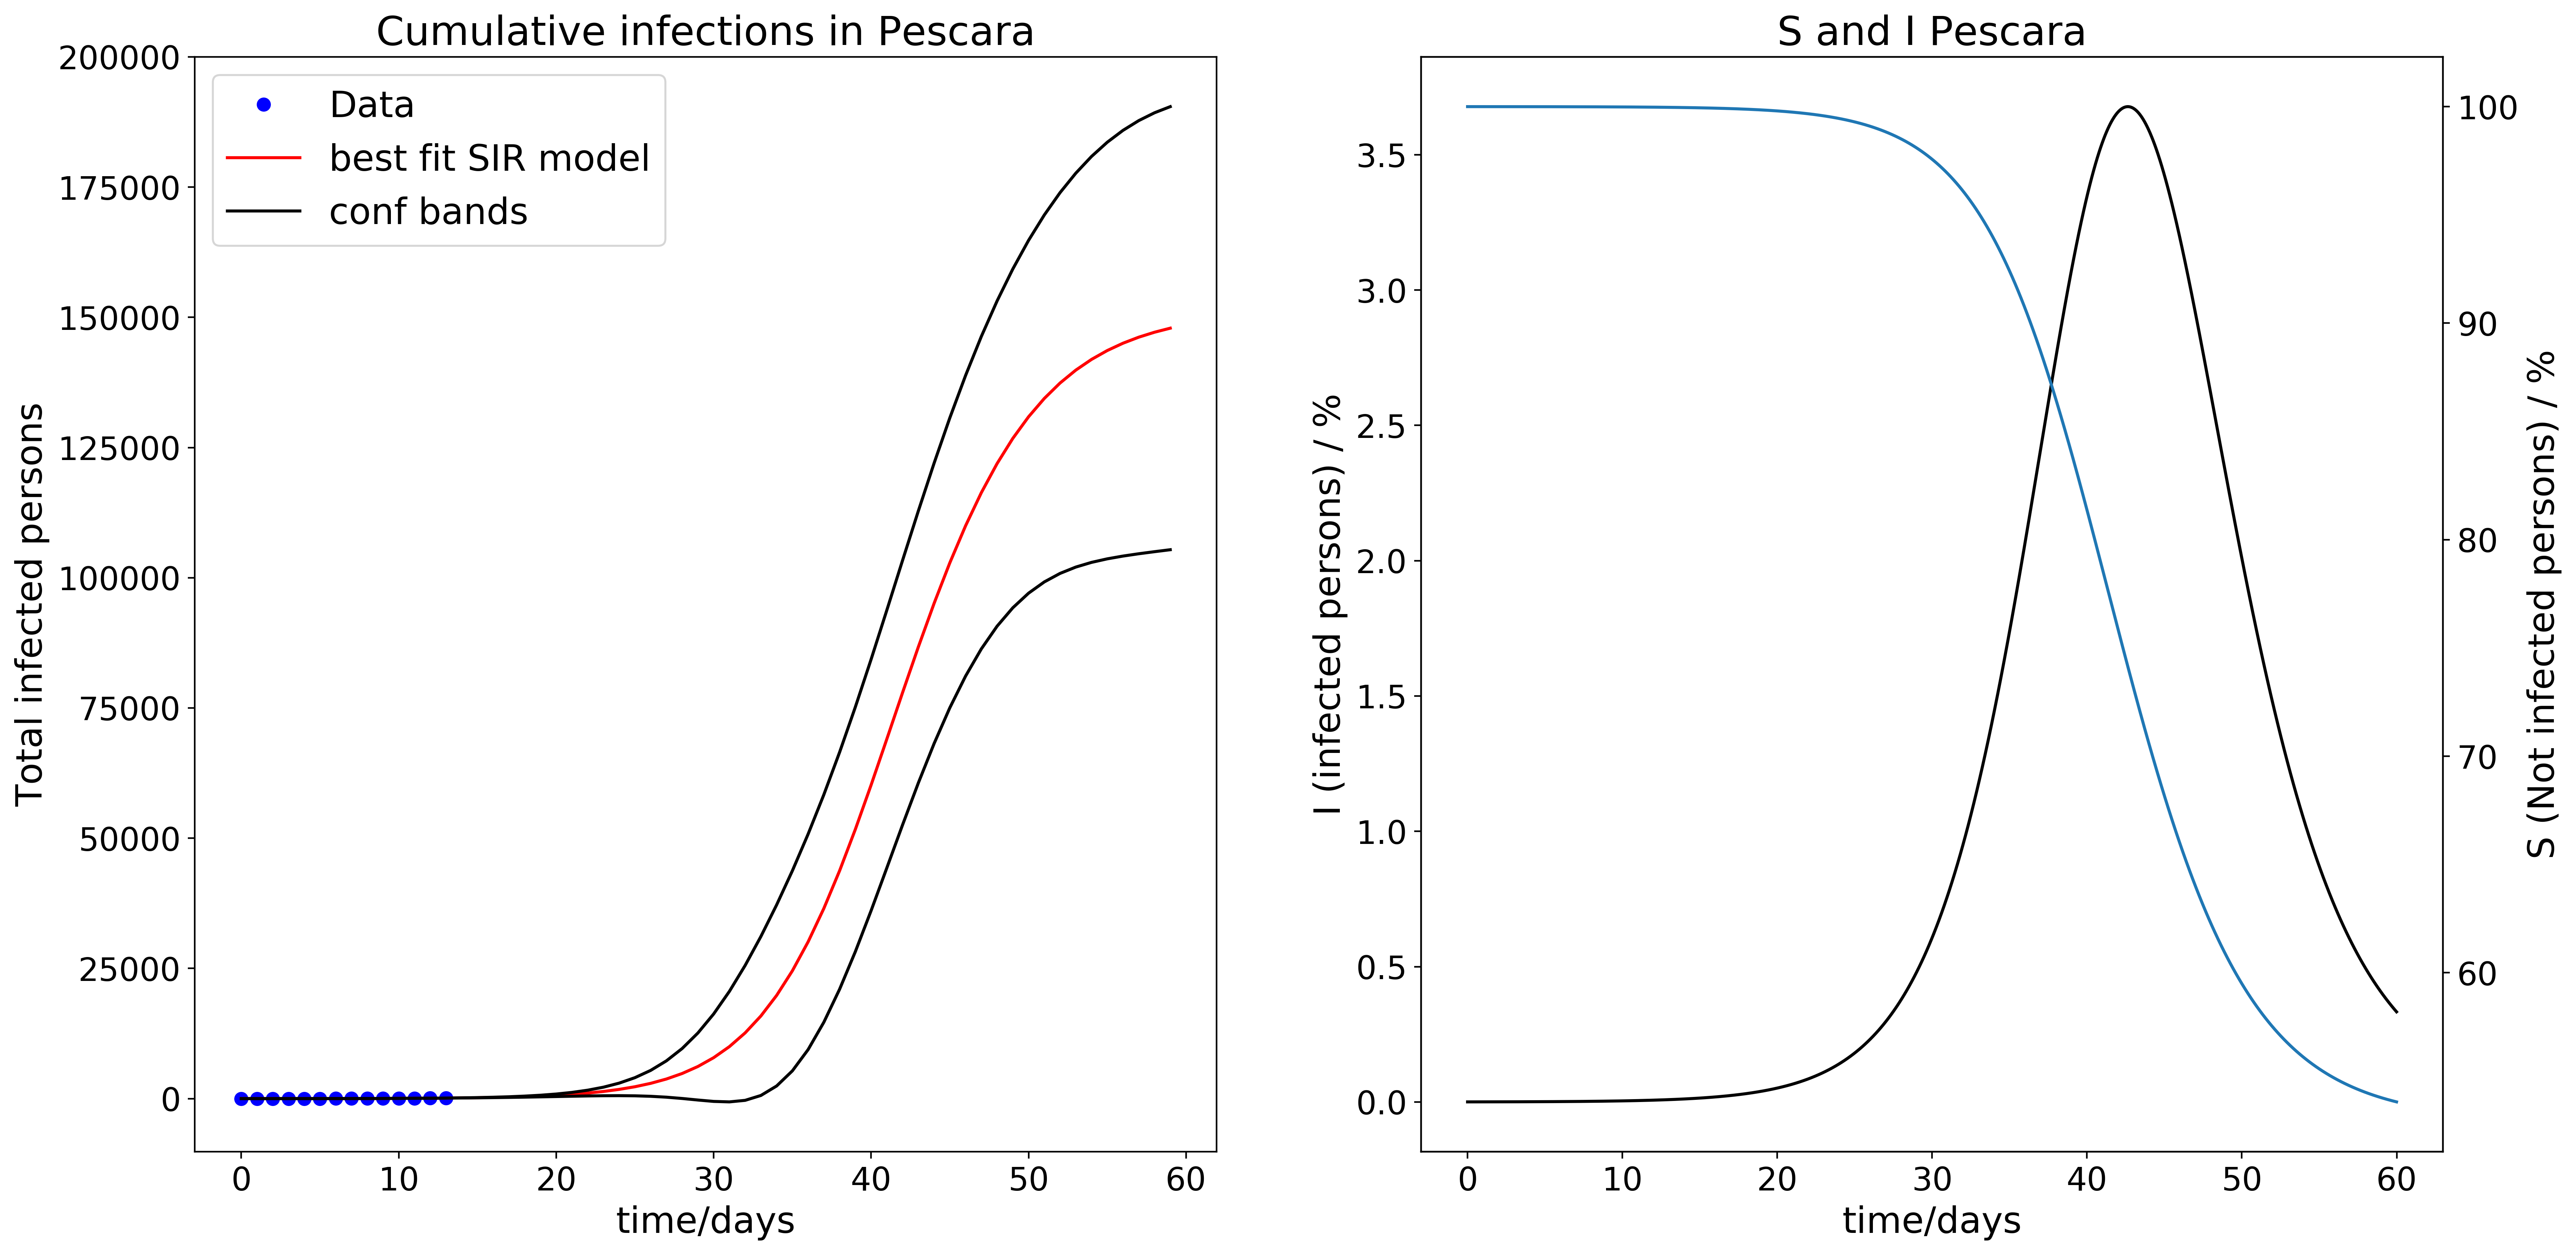 Cumulative infections in Pescara
200000
175000
150000
125000
100000
75000
50000
25000
0
Total infected persons
Data
best fit SIR model
conf bands
0 10 20 30 40 50 60
time/days
S and I Pescara
3.5
3.0
2.5
2.0
1.5
1.0
0.5
0.0
I (infected persons) / %
100
90
80
70
60
S (Not infected persons) / %
0 10 20 30 40 50 60
time/days